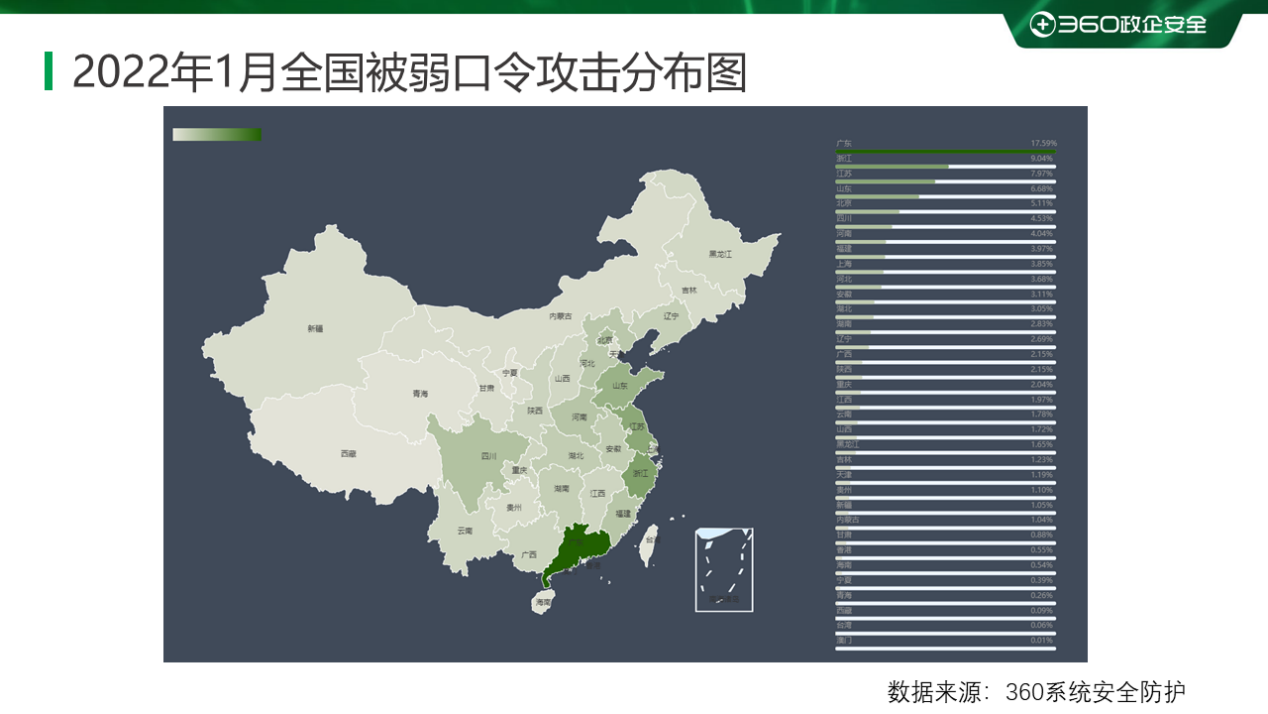 360政企安全
2022年1月全国被弱口令攻击分布图
广东 17.59%
浙江 9.04%
江苏 7.97%
山东 6.68%
北京 5.11%
四川 4.53%
河南 4.04%
福建 3.97%
上海 3.85%
河北 3.68%
安徽 3.11%
湖北 3.05%
湖南 2.83%
辽宁 2.69%
广西 2.15%
陕西 2.15%
重庆 2.04%
江西 1.97%
云南 1.78%
山西 1.72%
黑龙江 1.65%
吉林 1.23%
天津 1.19%
贵州 1.10%
新疆 1.05%
内蒙古 1.04%
甘肃 0.88%
香港 0.55%
海南 0.54%
宁夏 0.39%
青海 0.26%
西藏 0.09%
台湾 0.06%
澳门 0.01%
黑龙江
吉林
辽宁
内蒙古
新疆
北京
天津
河北
宁夏
山西
山东
甘肃
青海
陕西
河南
江苏
安徽
上海
西藏
四川
湖北
重庆
浙江
湖南
江西
贵州
福建
云南
台湾
广西
海南
数据来源：360系统安全防护